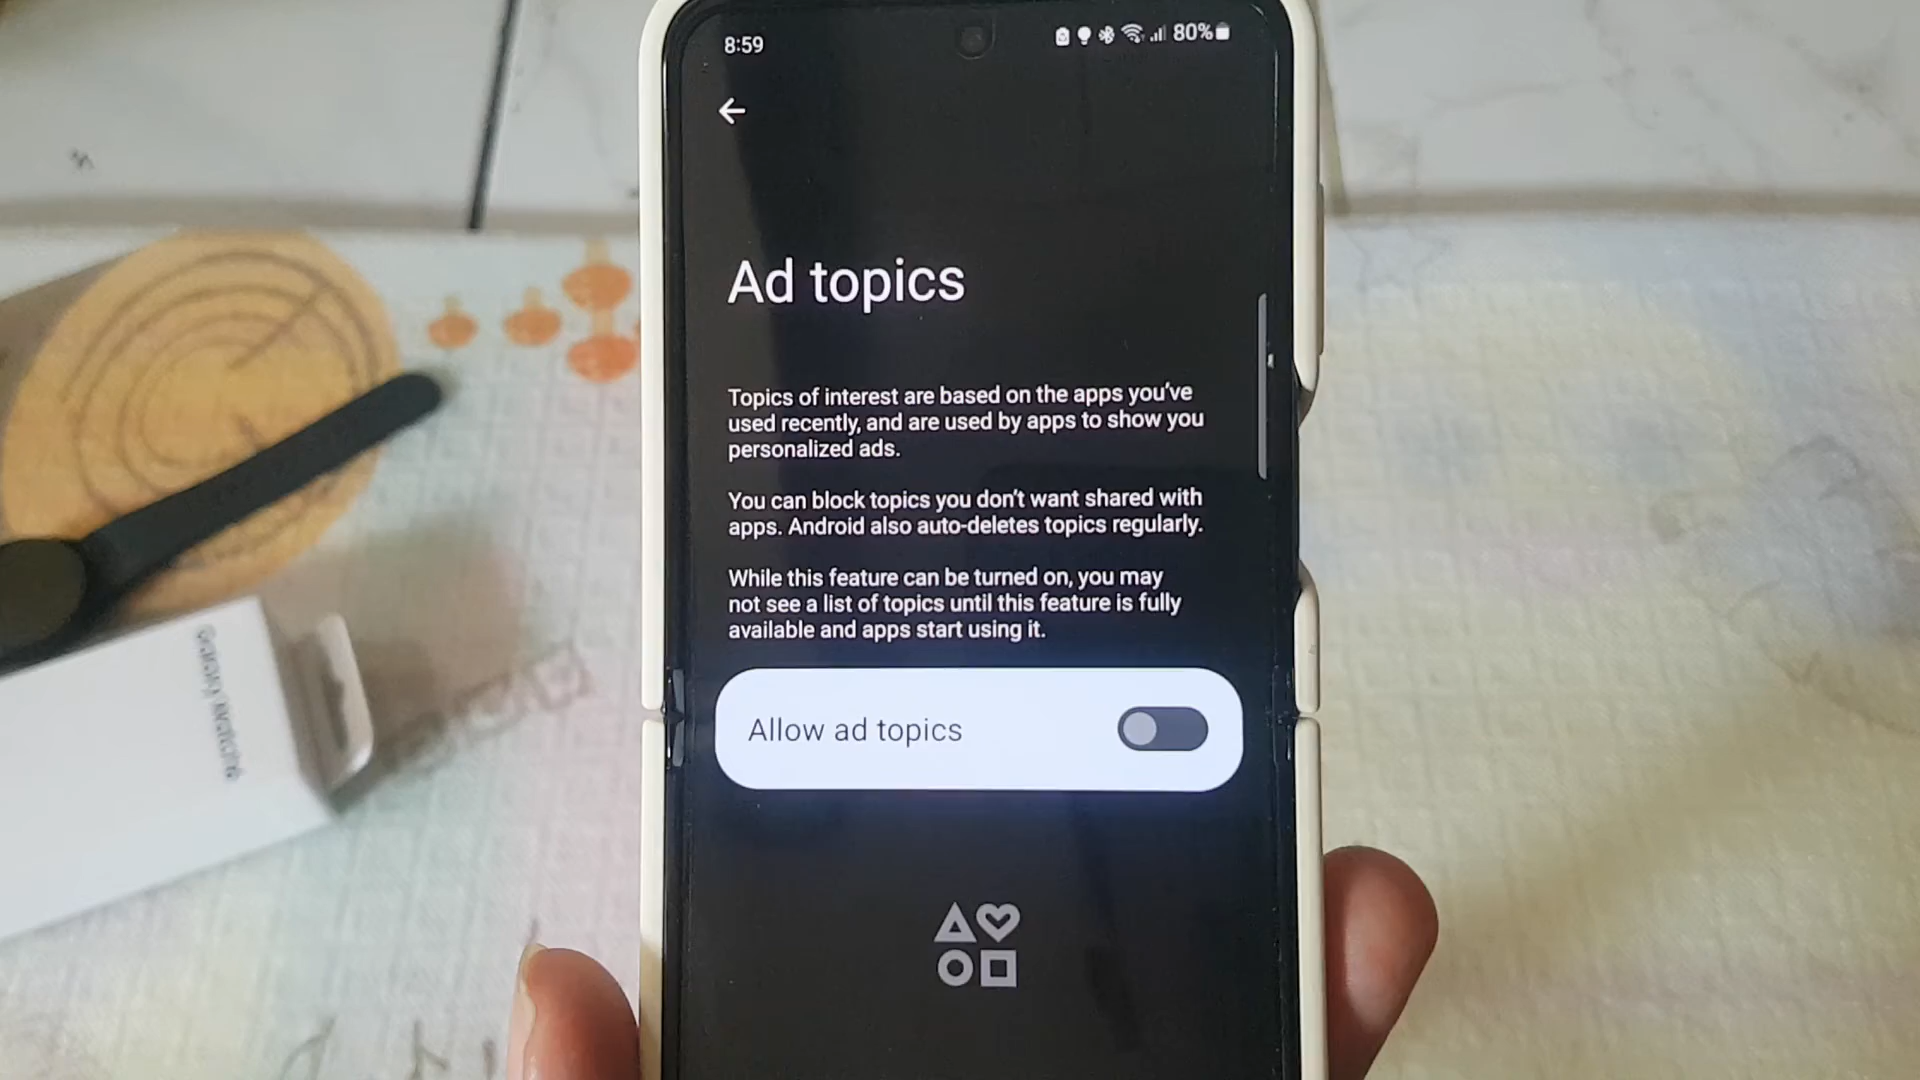 8:59
80%
Ad topics
Topics of interest are based on the apps you've
used recently, and are used by apps to show you
personalized ads.
You can block topics you don't want shared with
apps. Android also auto-deletes topics regularly.
While this feature can be turned on, you may
not see a list of topics until this feature is fully
available and apps start using it.
Allow ad topics